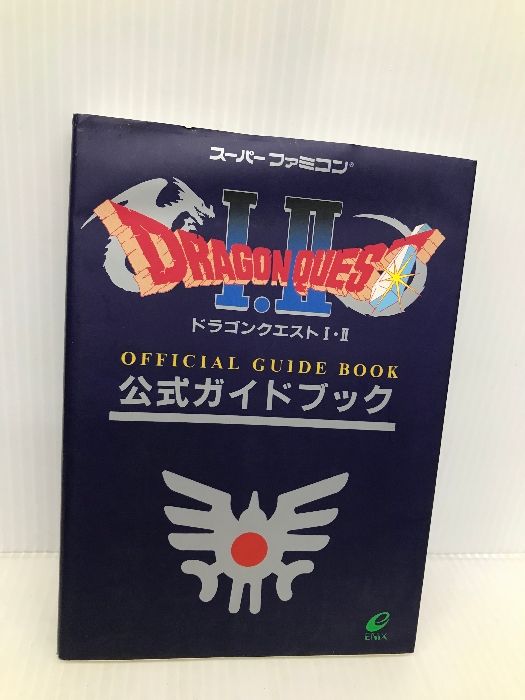 スーパーファミコン®
I・II
DRAGON QUEST
ドラゴンクエストI・II
OFFICIAL GUIDE BOOK
公式ガイドブック
ENIX